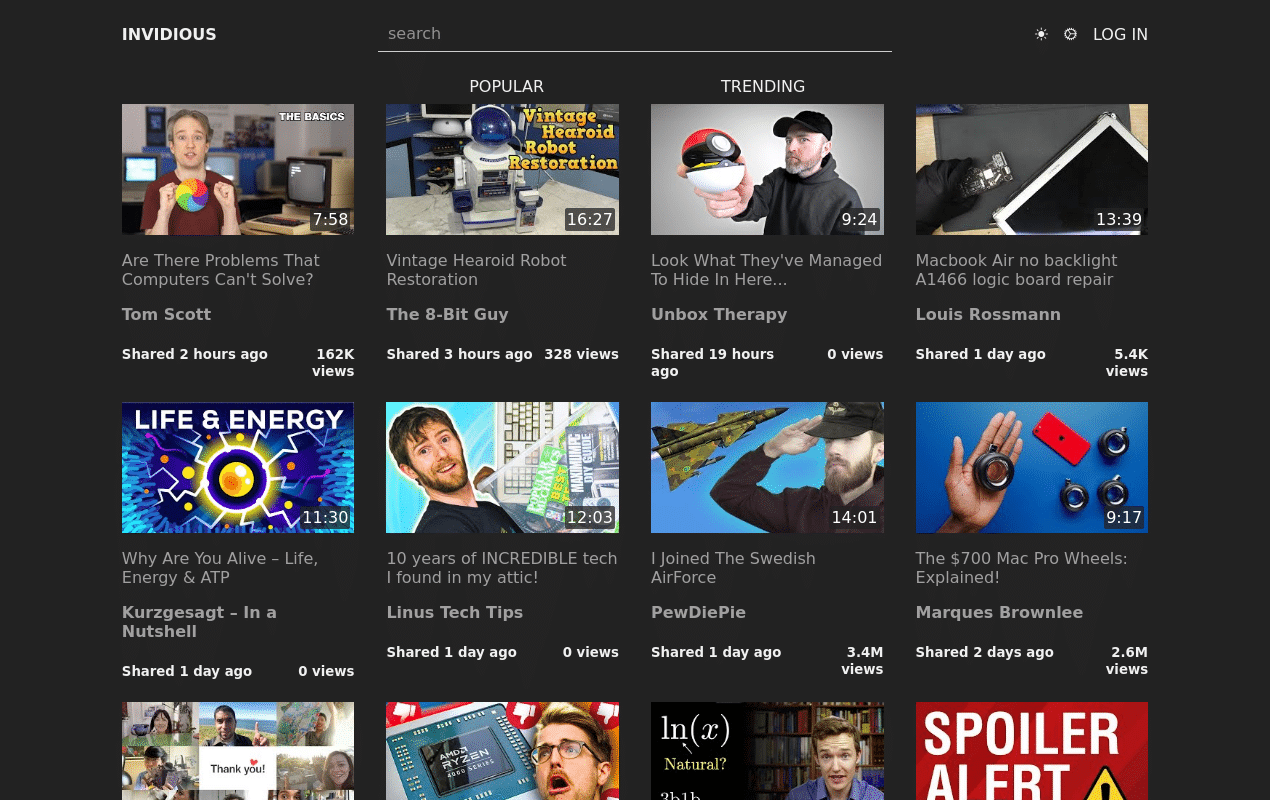 INVIDIOUS
search
LOG IN
POPULAR
TRENDING
THE BASICS
7:58
Vintage
Hearoid
Robot
Restoration
16:27
9:24
13:39
Are There Problems That
Computers Can't Solve?
Vintage Hearoid Robot
Restoration
Look What They've Managed
To Hide In Here...
Macbook Air no backlight
A1466 logic board repair
Tom Scott
The 8-Bit Guy
Unbox Therapy
Louis Rossmann
Shared 2 hours ago
162K
views
Shared 3 hours ago
328 views
Shared 19 hours
ago
0 views
Shared 1 day ago
5.4K
views
LIFE & ENERGY
11:30
MAXIMUMPC
DIY GUIDE
12:03
14:01
9:17
Why Are You Alive – Life,
Energy & ATP
10 years of INCREDIBLE tech
I found in my attic!
I Joined The Swedish
AirForce
The $700 Mac Pro Wheels:
Explained!
Kurzgesagt – In a
Nutshell
Linus Tech Tips
PewDiePie
Marques Brownlee
Shared 1 day ago
0 views
Shared 1 day ago
0 views
Shared 1 day ago
3.4M
views
Shared 2 days ago
2.6M
views
Thank you!
AMD
RYZEN
4000 SERIES
ln(x)
Natural?
3b1b
SPOILER
ALERT